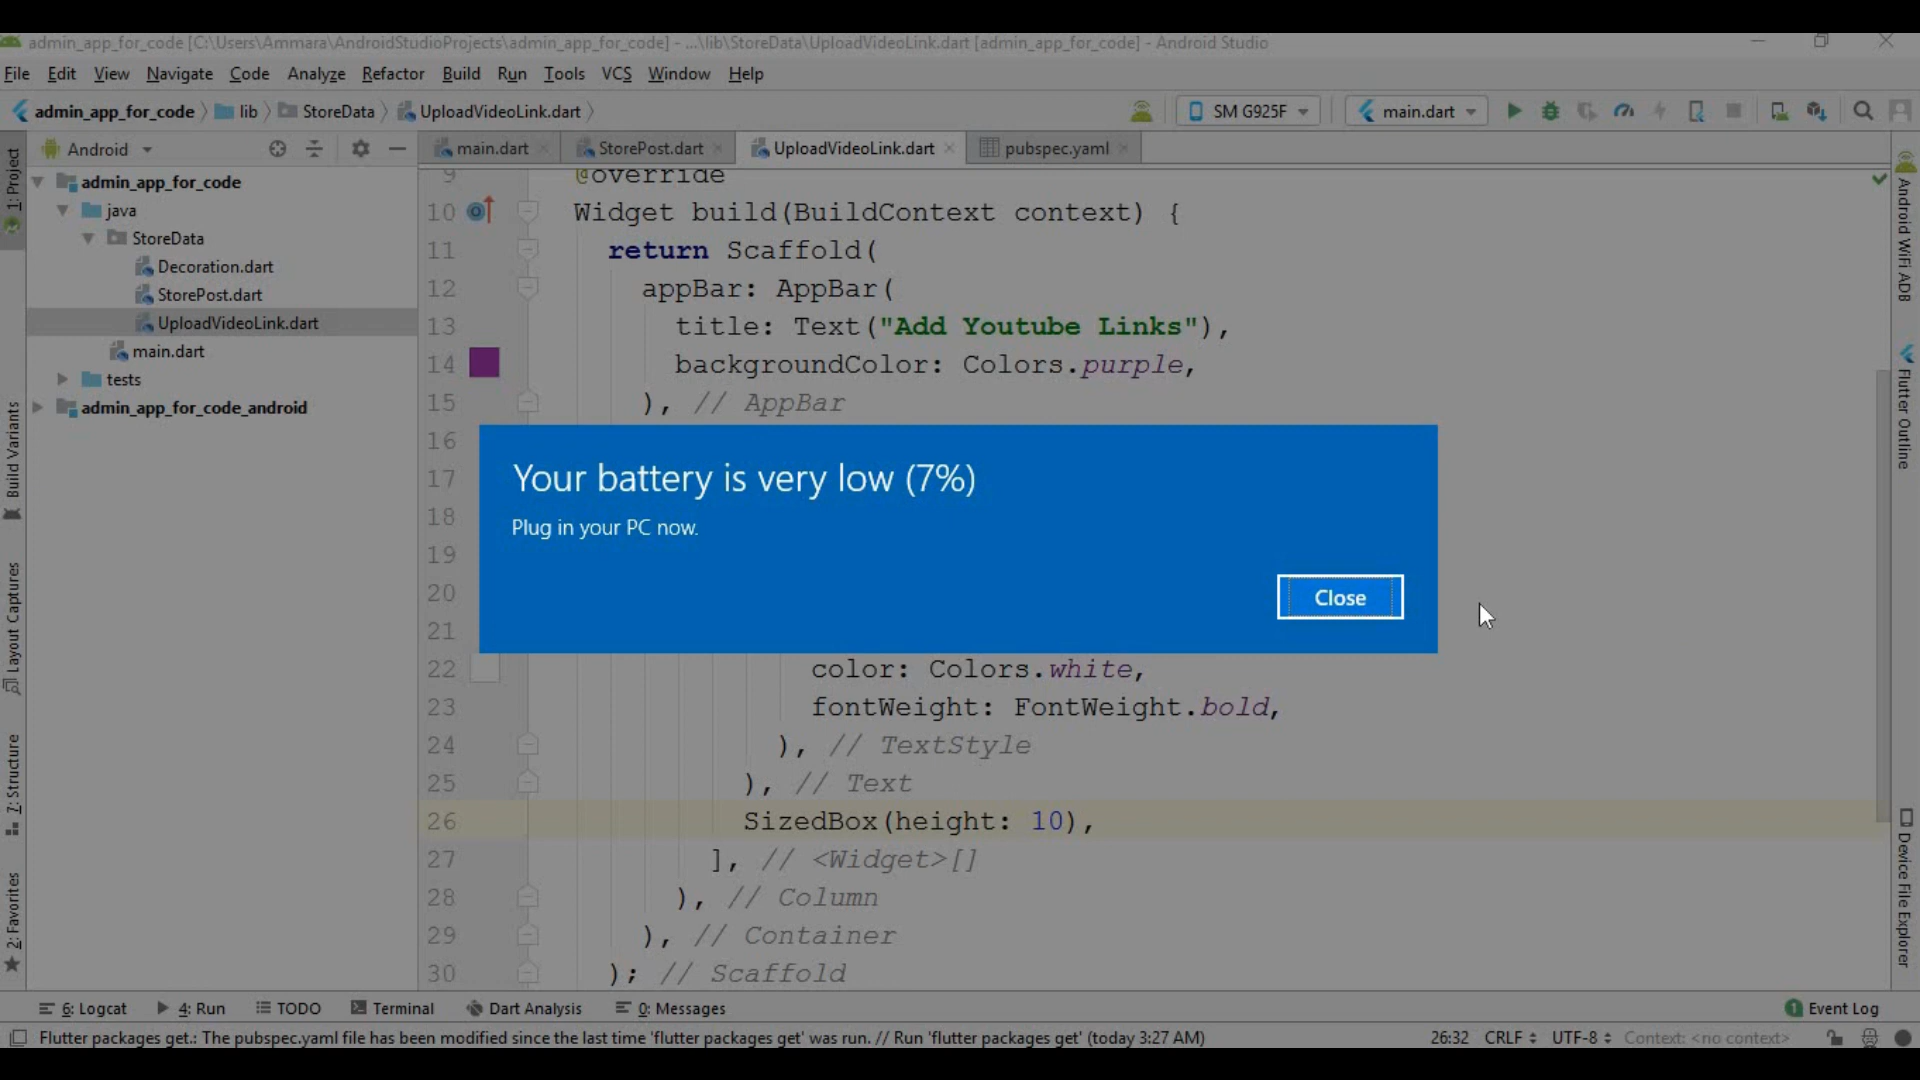 admin_app_for_code [C:\Users\Ammara\AndroidStudioProjects\admin_app_for_code] - ...\lib\StoreData\UploadVideoLink.dart [admin_app_for_code] - Android Studio
File Edit View Navigate Code Analyze Refactor Build Run Tools VCS Window Help
admin_app_for_code lib StoreData UploadVideoLink.dart SM G925F main.dart
Android main.dart StorePost.dart UploadVideoLink.dart pubspec.yaml
1: Project
Build Variants
Layout Captures
7: Structure
2: Favorites
admin_app_for_code
java
StoreData
Decoration.dart
StorePost.dart
UploadVideoLink.dart
main.dart
tests
admin_app_for_code_android
9 @override
10 Widget build(BuildContext context) {
11 return Scaffold(
12 appBar: AppBar(
13 title: Text("Add Youtube Links"),
14 backgroundColor: Colors.purple,
15 ), // AppBar
16
17
18
19
20
21
Your battery is very low (7%)
Plug in your PC now.
Close
22 color: Colors.white,
23 fontWeight: FontWeight.bold,
24 ), // TextStyle
25 ), // Text
26 SizedBox(height: 10),
27 ], // <Widget>[]
28 ), // Column
29 ), // Container
30 ); // Scaffold
Android WiFi ADB
Flutter Outline
Device File Explorer
6: Logcat 4: Run TODO Terminal Dart Analysis 0: Messages 1 Event Log
Flutter packages get.: The pubspec.yaml file has been modified since the last time 'flutter packages get' was run. // Run 'flutter packages get' (today 3:27 AM) 26:32 CRLF UTF-8 Context: <no context>